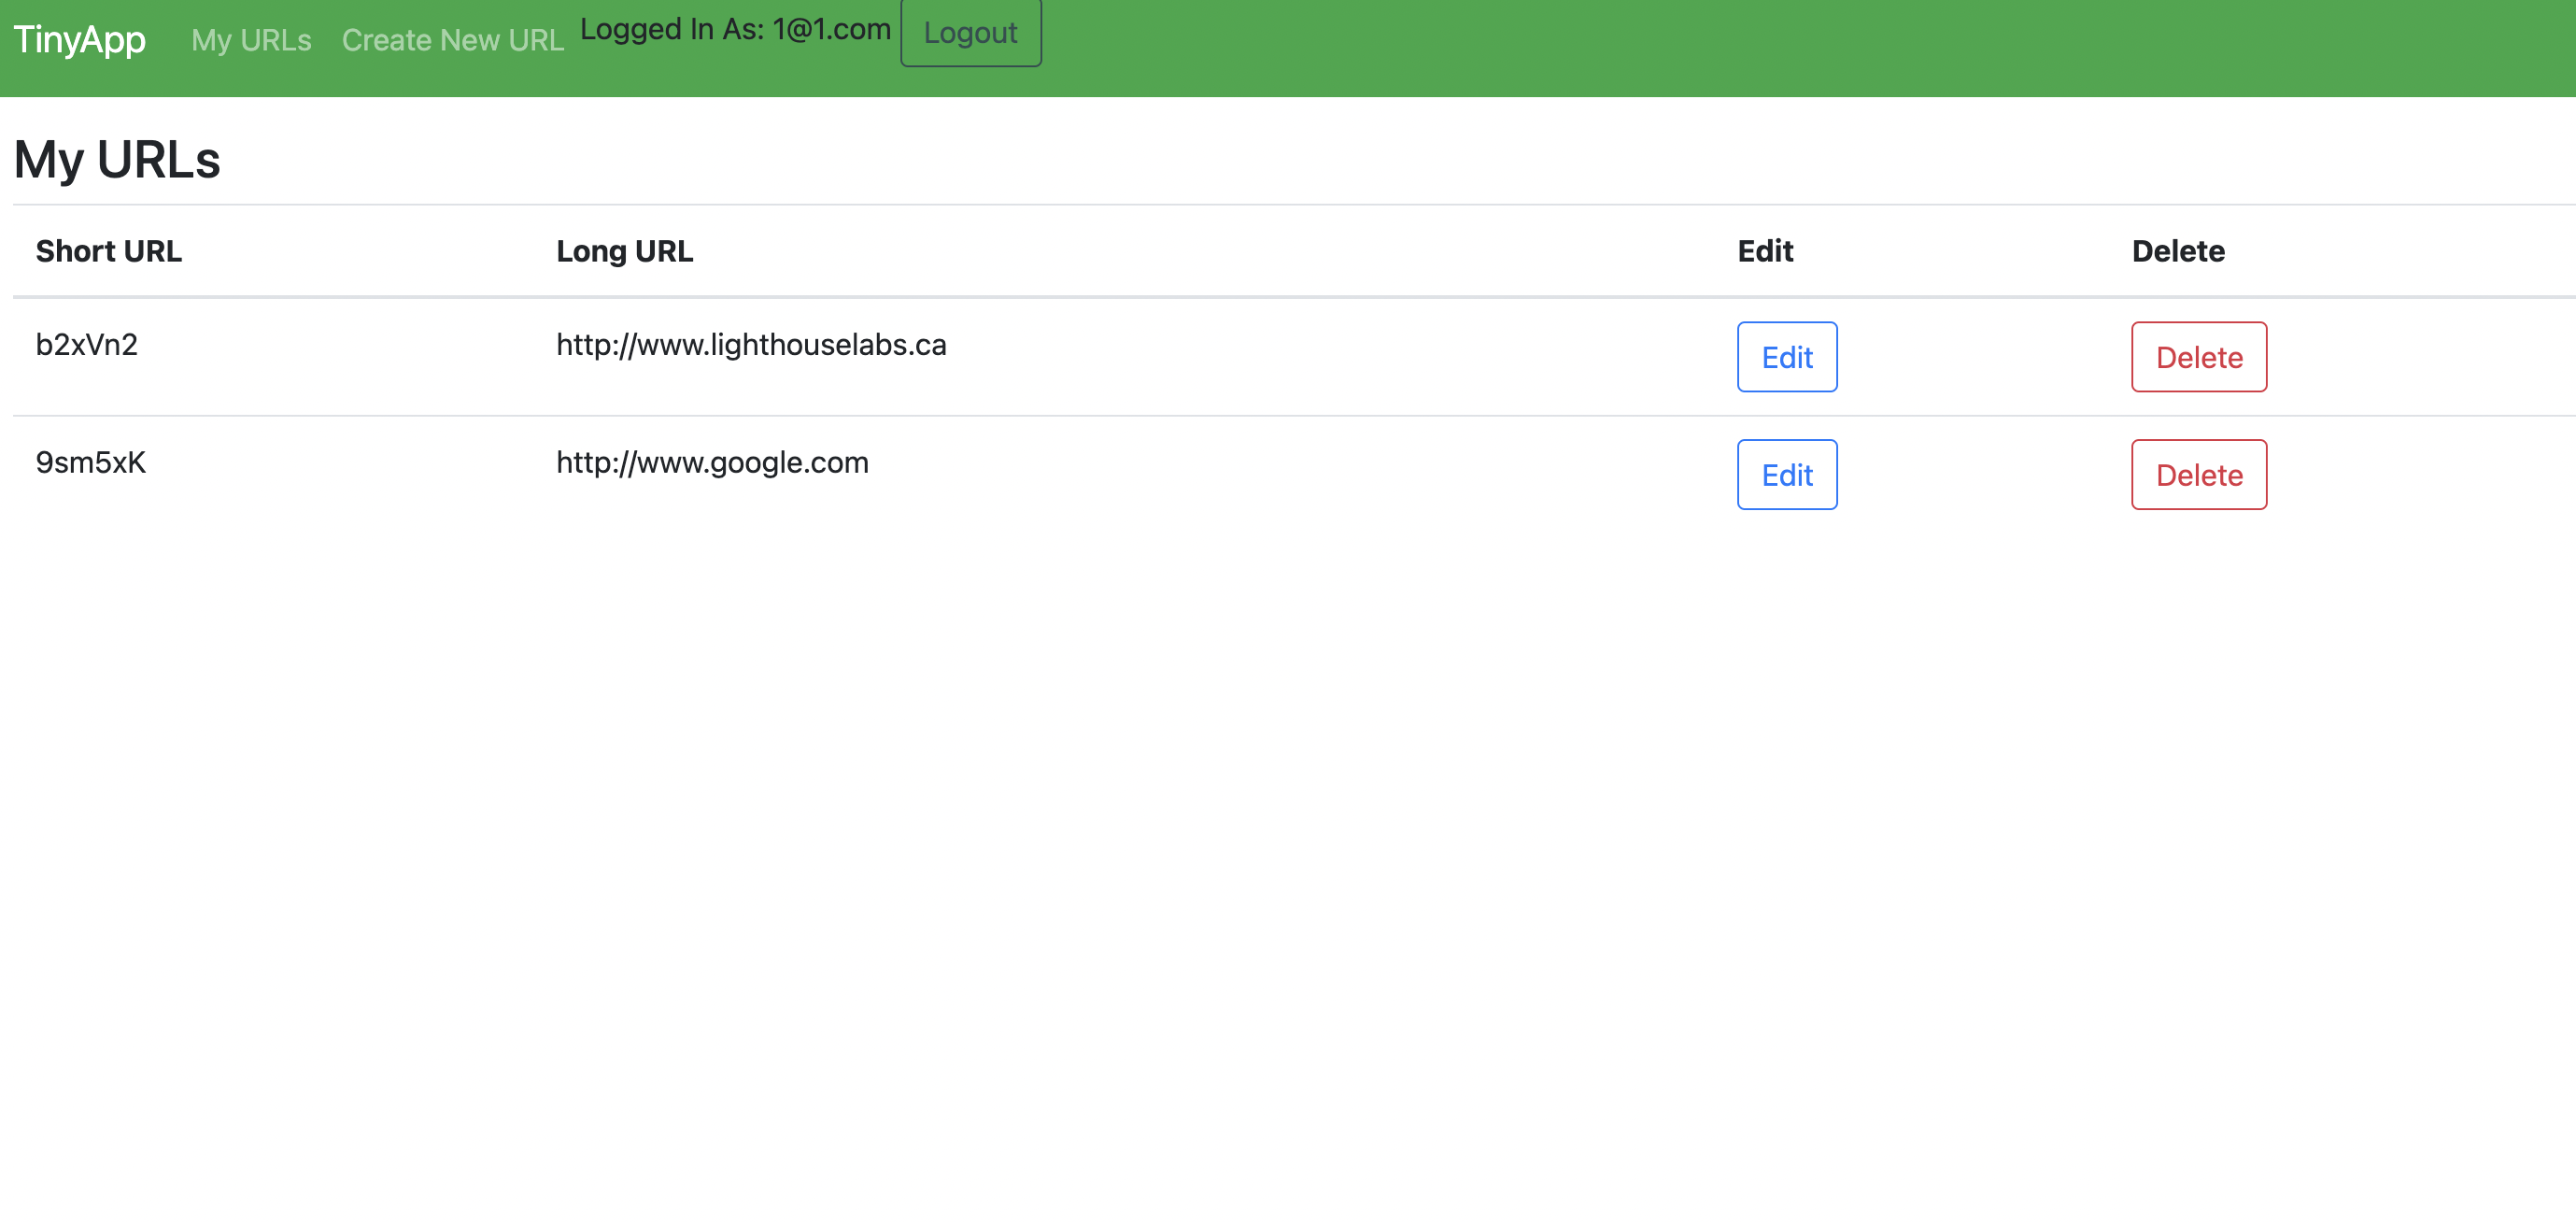 TinyApp My URLs Create New URL Logged In As: 1@1.com Logout
My URLs
Short URL Long URL Edit Delete
b2xVn2 http://www.lighthouselabs.ca Edit Delete
9sm5xK http://www.google.com Edit Delete